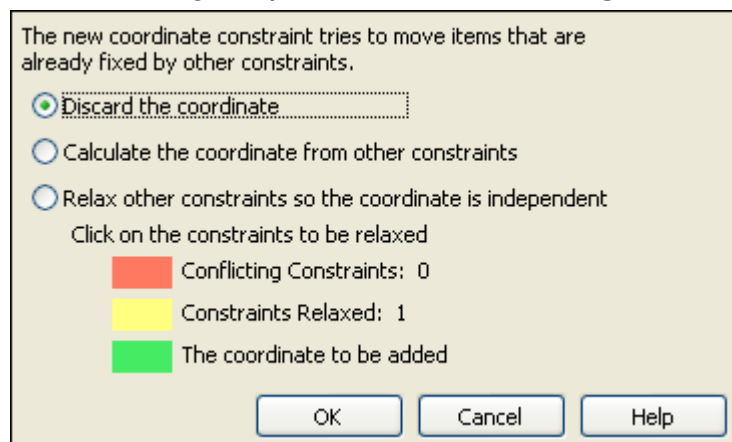 The new coordinate constraint tries to move items that are
already fixed by other constraints.
Discard the coordinate
Calculate the coordinate from other constraints
Relax other constraints so the coordinate is independent
Click on the constraints to be relaxed
Conflicting Constraints: 0
Constraints Relaxed: 1
The coordinate to be added
OK Cancel Help